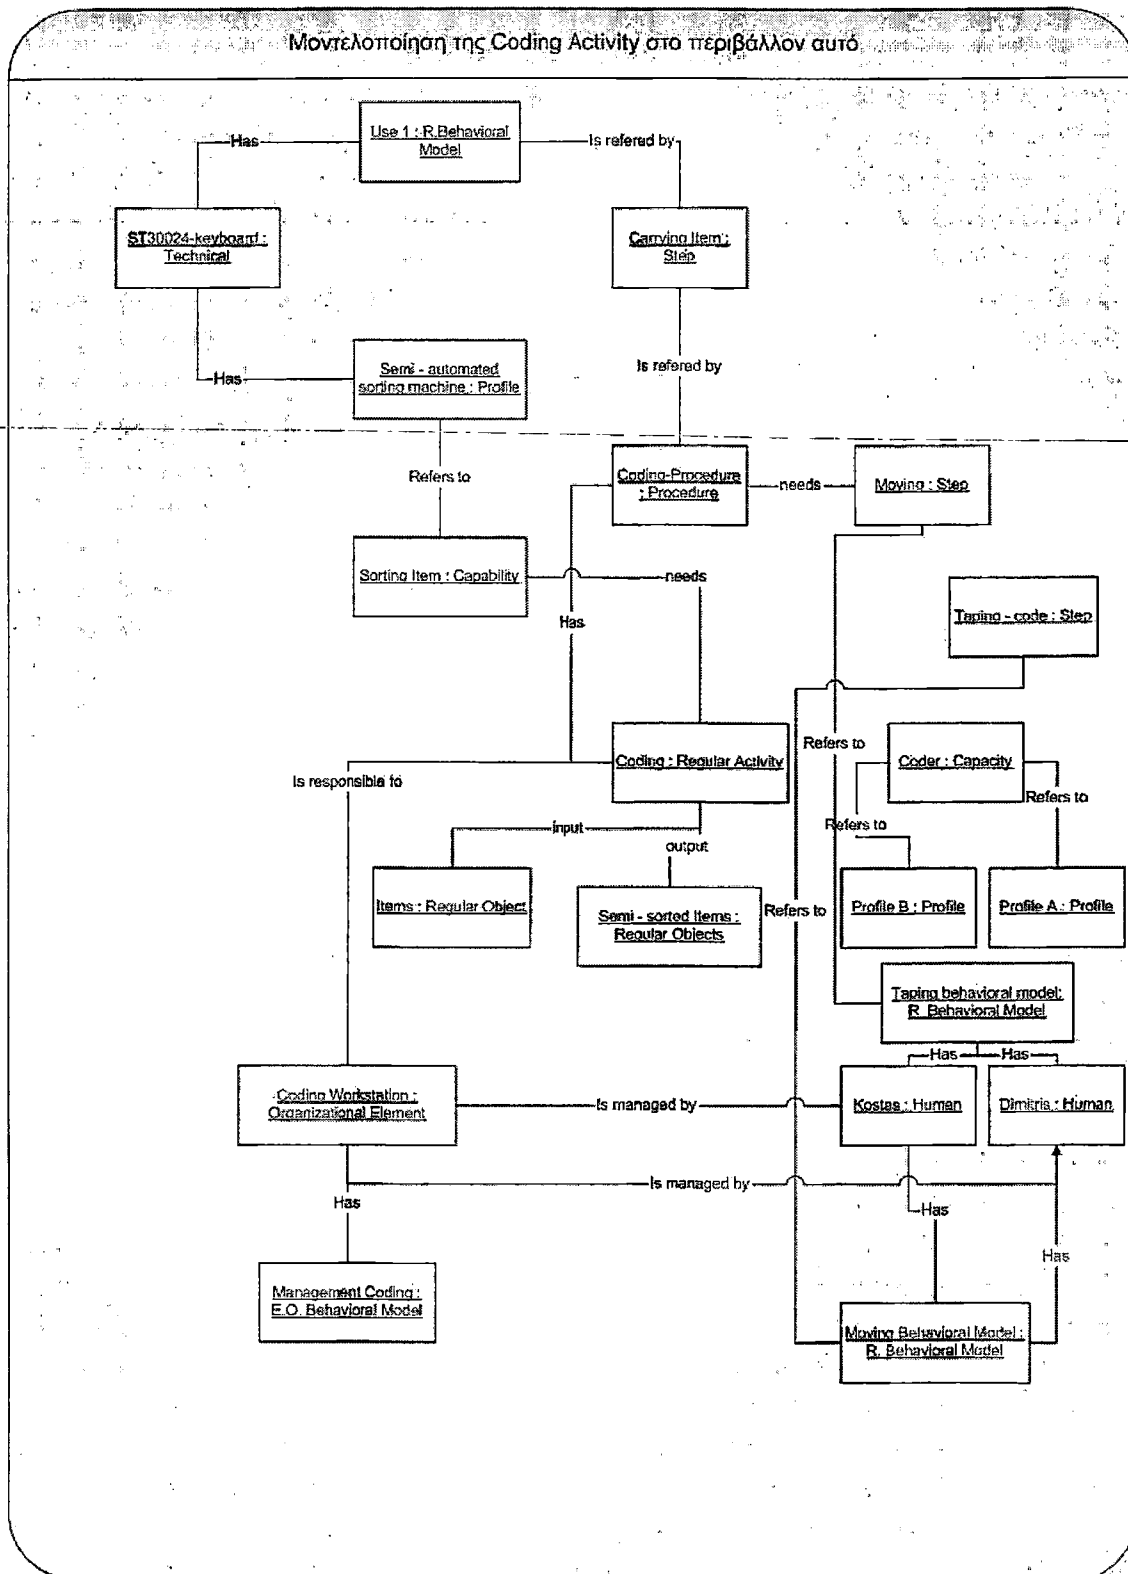 Μοντελοποίηση της Coding Activity στο περιβάλλον αυτό
Use 1 : R.Behavioral
Model
Has
Is refered by
ST30024-keyboard :
Technical
Carrying Item :
Step
Has
Semi - automated
sorting machine : Profile
Is refered by
Refers to
Coding-Procedure
: Procedure
needs
Moving : Step
Sorting Item : Capability
needs
Has
Taping - code : Step
Coding : Regular Activity
Refers to
Coder : Capacity
Is responsible to
Refers to
Refers to
input
output
Items : Regular Object
Semi - sorted Items :
Regular Objects
Refers to
Profile B : Profile
Profile A : Profile
Taping behavioral model:
R. Behavioral Model
Has
Has
Coding Workstation :
Organizational Element
Is managed by
Kostas : Human
Dimitris : Human
Is managed by
Has
Has
Has
Management Coding :
E.O. Behavioral Model
Moving Behavioral Model :
R. Behavioral Model